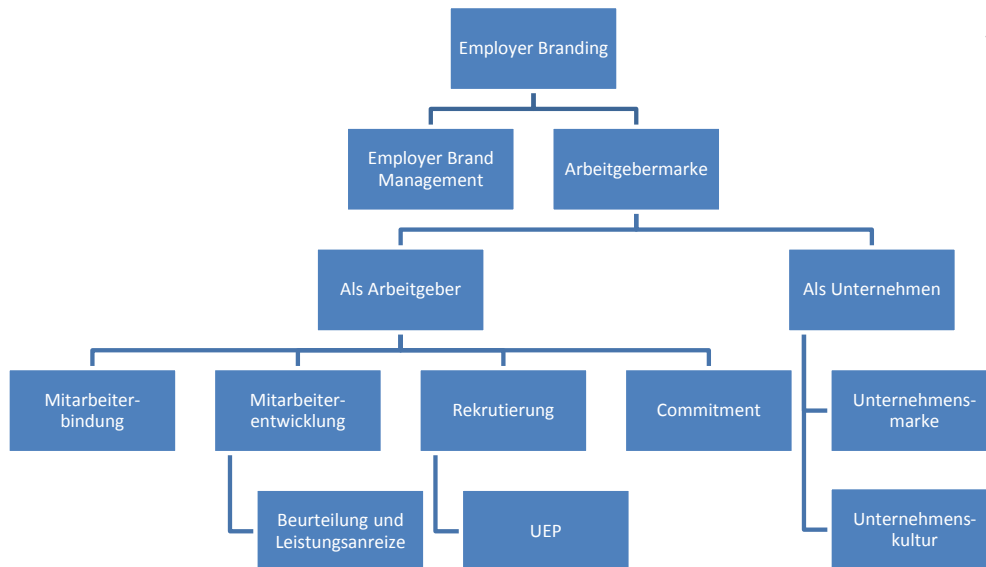 Employer Branding
Employer Brand
Management
Arbeitgebermarke
Als Arbeitgeber
Als Unternehmen
Mitarbeiter-
bindung
Mitarbeiter-
entwicklung
Rekrutierung
Commitment
Unternehmens-
marke
Beurteilung und
Leistungsanreize
UEP
Unternehmens-
kultur